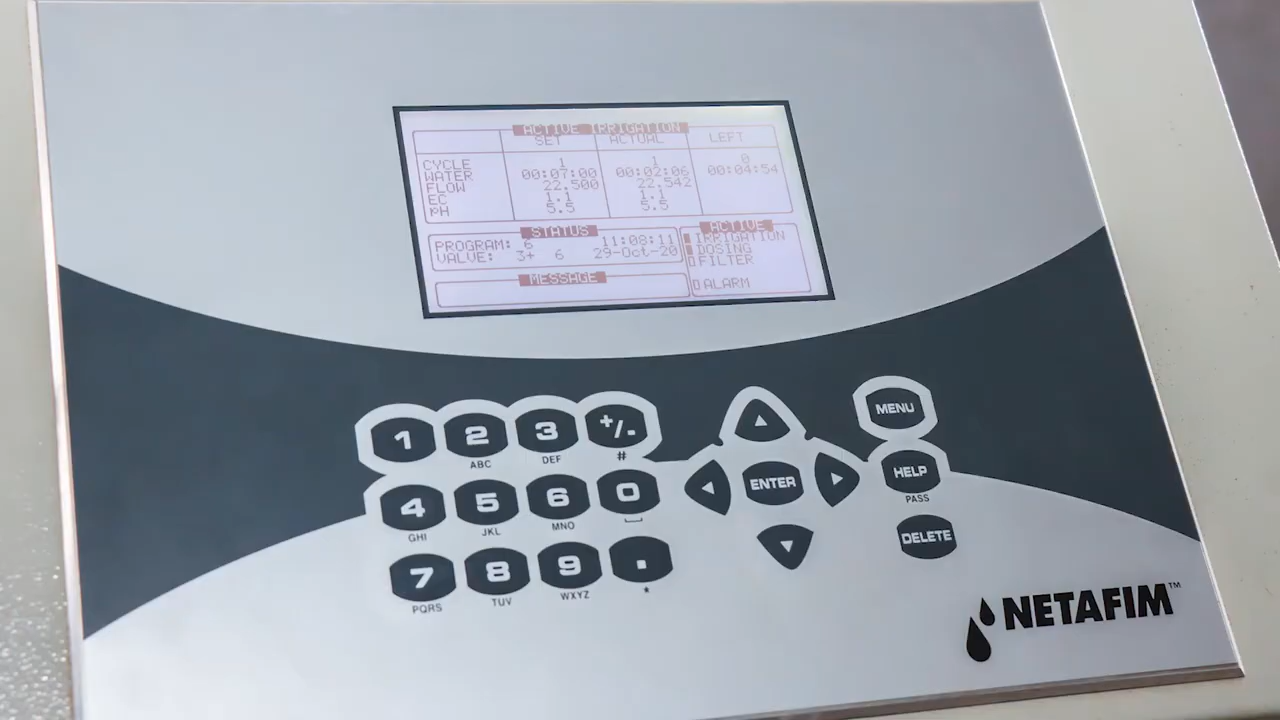 ACTIVE IRRIGATION
SET ACTUAL LEFT
CYCLE 1 1 0
WATER 00:07:00 00:02:06 00:04:54
FLOW 22.500 22.542
EC 1.1 1.1
pH 5.5 5.5
STATUS
PROGRAM: 6 11:08:11
VALVE: 3+ 6 29-Oct-20
ACTIVE
IRRIGATION
DOSING
FILTER
ALARM
MESSAGE
1 2 3 +/-
ABC DEF #
4 5 6 0
GHI JKL MNO
7 8 9 .
PQRS TUV WXYZ *
ENTER
MENU
HELP
PASS
DELETE
NETAFIM™